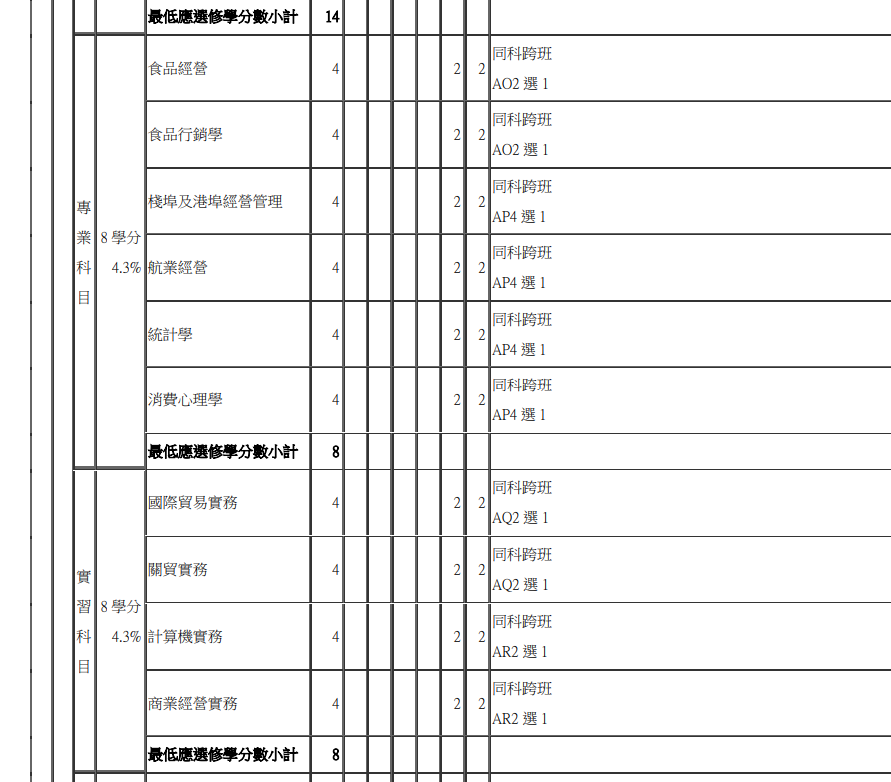 最低應選修學分數小計 14
專業科目
8 學分
4.3%
食品經營 4 2 2 同科跨班
AO2 選 1
食品行銷學 4 2 2 同科跨班
AO2 選 1
棧埠及港埠經營管理 4 2 2 同科跨班
AP4 選 1
航業經營 4 2 2 同科跨班
AP4 選 1
統計學 4 2 2 同科跨班
AP4 選 1
消費心理學 4 2 2 同科跨班
AP4 選 1
最低應選修學分數小計 8
實習科目
8 學分
4.3%
國際貿易實務 4 2 2 同科跨班
AQ2 選 1
關貿實務 4 2 2 同科跨班
AQ2 選 1
計算機實務 4 2 2 同科跨班
AR2 選 1
商業經營實務 4 2 2 同科跨班
AR2 選 1
最低應選修學分數小計 8